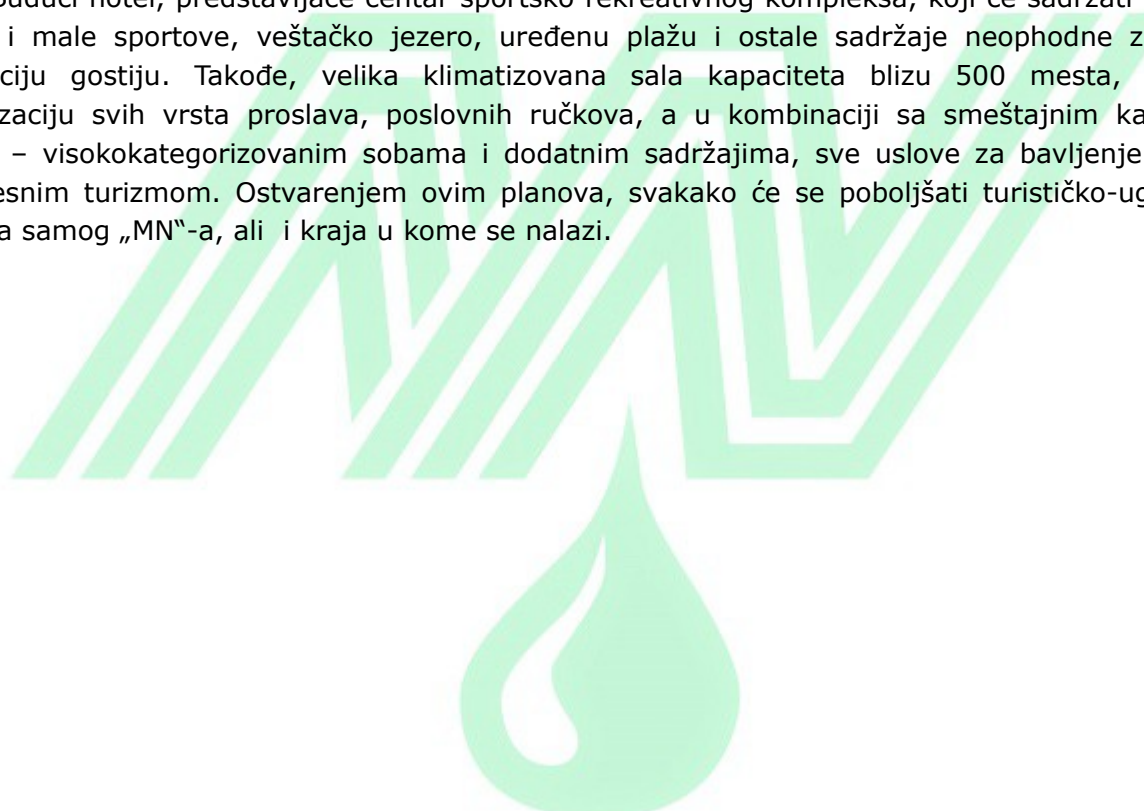 Budući hotel, predstavljaće centar sportsko rekreativnog kompleksa, koji će sadržati
i male sportove, veštačko jezero, uređenu plažu i ostale sadržaje neophodne z
ciju gostiju. Takođe, velika klimatizovana sala kapaciteta blizu 500 mesta,
zaciju svih vrsta proslava, poslovnih ručkova, a u kombinaciji sa smeštajnim ka
– visokokategorizovanim sobama i dodatnim sadržajima, sve uslove za bavljenje
esnim turizmom. Ostvarenjem ovim planova, svakako će se poboljšati turističko-ug
a samog „MN“-a, ali i kraja u kome se nalazi.